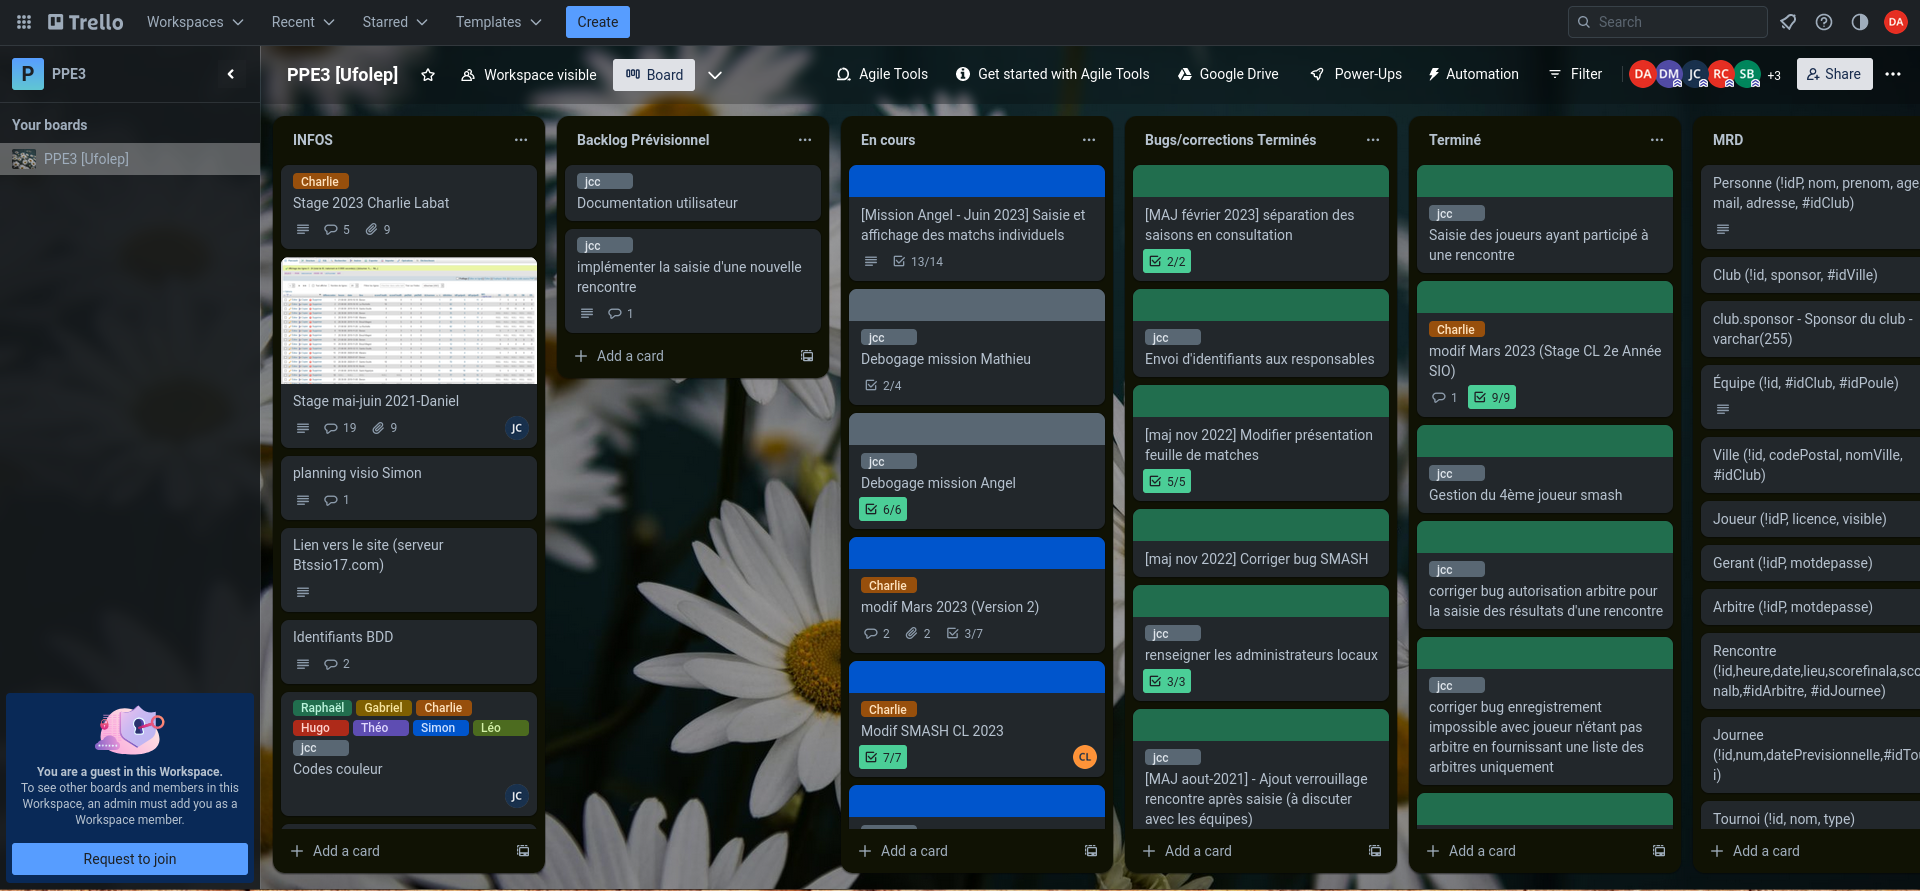 Trello
Workspaces
Recent
Starred
Templates
Create
Search
DA
P
PPE3
PPE3 [Ufolep]
Workspace visible
Board
Agile Tools
Get started with Agile Tools
Google Drive
Power-Ups
Automation
Filter
DA
DM
JC
RC
SB
+3
Share
Your boards
PPE3 [Ufolep]
You are a guest in this Workspace.
To see other boards and members in this
Workspace, an admin must add you as a
Workspace member.
Request to join
INFOS
Charlie
Stage 2023 Charlie Labat
5
9
Stage mai-juin 2021-Daniel
19
9
JC
planning visio Simon
1
Lien vers le site (serveur
Btssio17.com)
Identifiants BDD
2
Raphaël
Gabriel
Charlie
Hugo
Théo
Simon
Léo
jcc
Codes couleur
JC
Add a card
Backlog Prévisionnel
jcc
Documentation utilisateur
jcc
implémenter la saisie d'une nouvelle
rencontre
1
Add a card
En cours
[Mission Angel - Juin 2023] Saisie et
affichage des matchs individuels
13/14
jcc
Debogage mission Mathieu
2/4
jcc
Debogage mission Angel
6/6
Charlie
modif Mars 2023 (Version 2)
2
2
3/7
Charlie
Modif SMASH CL 2023
7/7
CL
Add a card
Bugs/corrections Terminés
[MAJ février 2023] séparation des
saisons en consultation
2/2
jcc
Envoi d'identifiants aux responsables
[maj nov 2022] Modifier présentation
feuille de matches
5/5
[maj nov 2022] Corriger bug SMASH
jcc
renseigner les administrateurs locaux
3/3
jcc
[MAJ aout-2021] - Ajout verrouillage
rencontre après saisie (à discuter
avec les équipes)
Add a card
Terminé
jcc
Saisie des joueurs ayant participé à
une rencontre
Charlie
modif Mars 2023 (Stage CL 2e Année
SIO)
1
9/9
jcc
Gestion du 4ème joueur smash
jcc
corriger bug autorisation arbitre pour
la saisie des résultats d'une rencontre
jcc
corriger bug enregistrement
impossible avec joueur n'étant pas
arbitre en fournissant une liste des
arbitres uniquement
Add a card
MRD
Personne (!idP, nom, prenom, age,
mail, adresse, #idClub)
Club (!id, sponsor, #idVille)
club.sponsor - Sponsor du club -
varchar(255)
Équipe (!id, #idClub, #idPoule)
Ville (!id, codePostal, nomVille,
#idClub)
Joueur (!idP, licence, visible)
Gerant (!idP, motdepasse)
Arbitre (!idP, motdepasse)
Rencontre
(!id,heure,date,lieu,scorefinala,sco
nalb,#idArbitre, #idJournee)
Journee
(!id,num,datePrevisionnelle,#idTou
i)
Tournoi (!id, nom, type)
Add a card